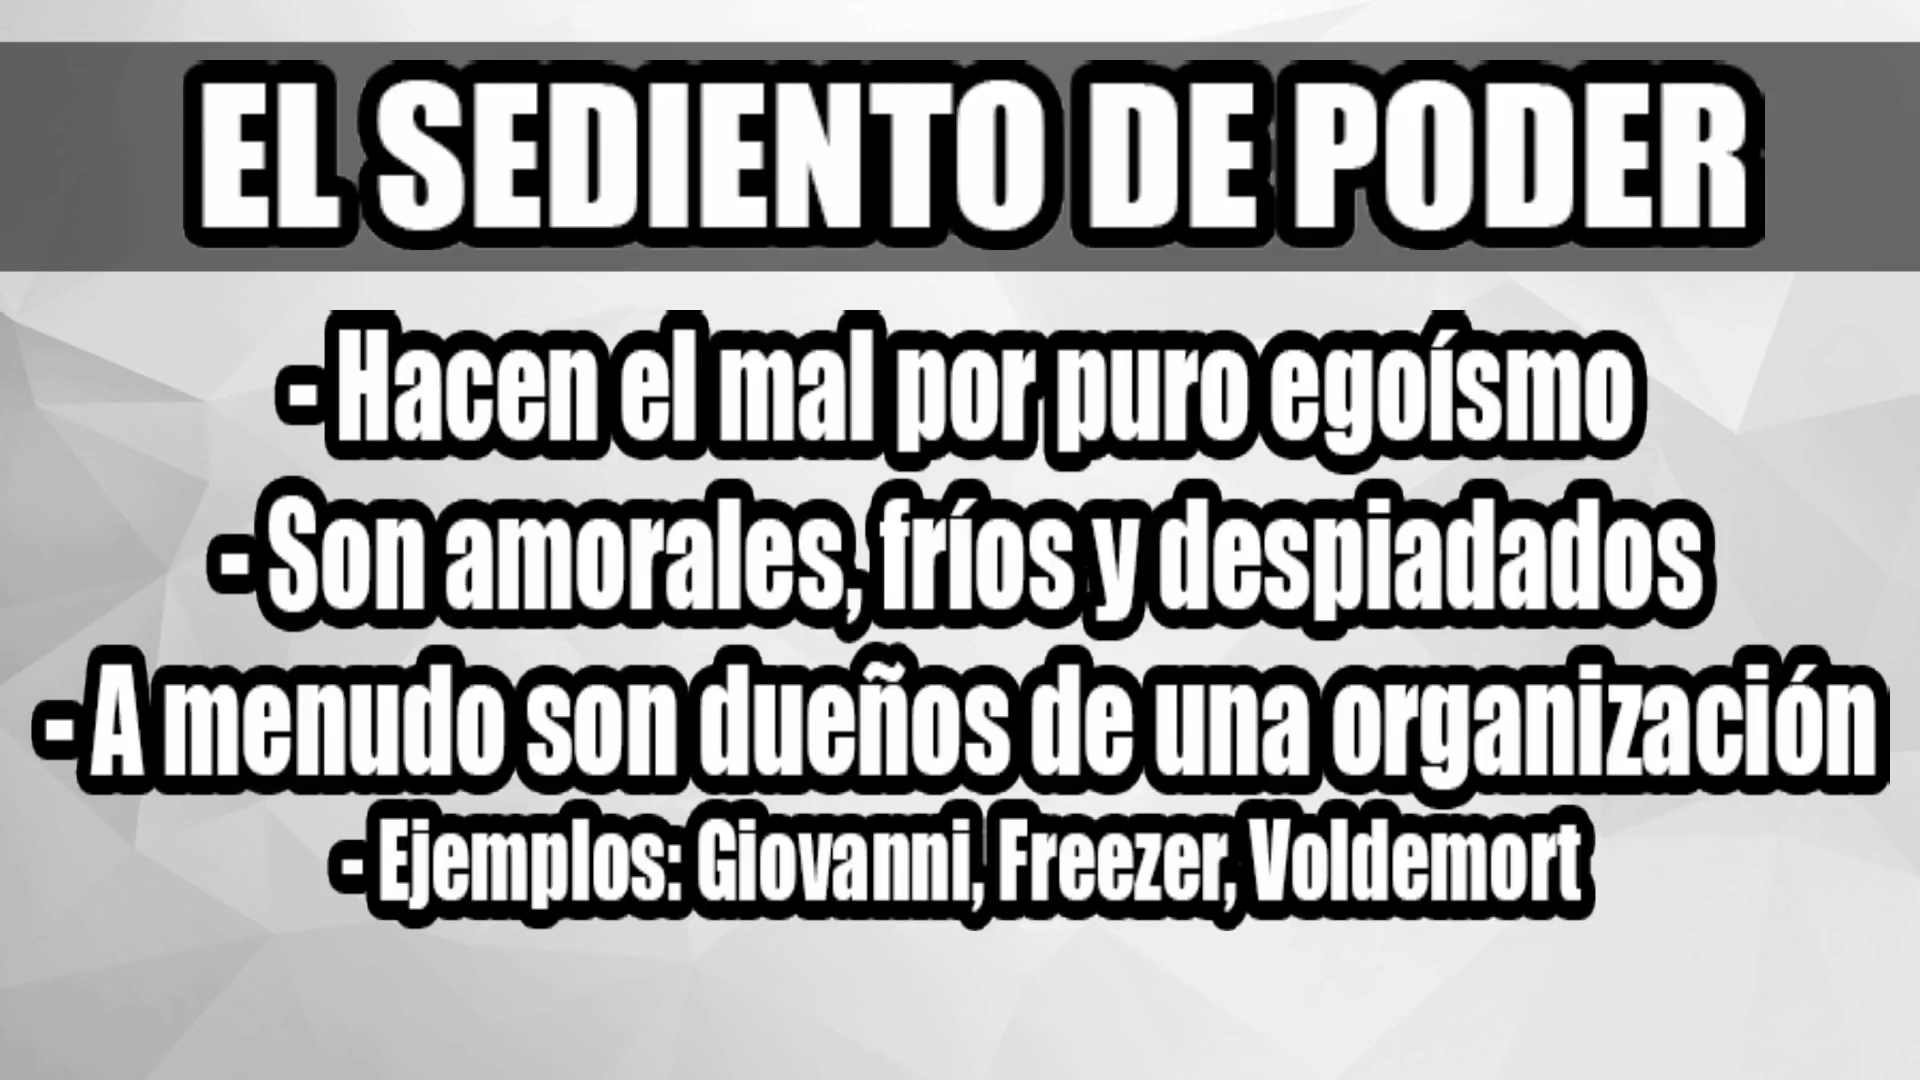 EL SEDIENTO DE PODER
- Hacen el mal por puro egoísmo
- Son amorales, fríos y despiadados
- A menudo son dueños de una organización
- Ejemplos: Giovanni, Freezer, Voldemort